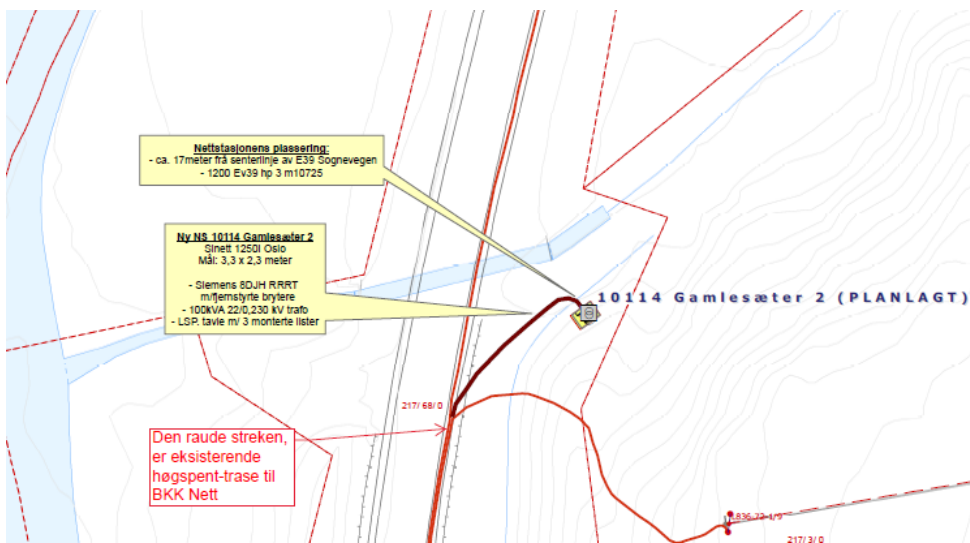 Nettstasjonens plassering:
- ca. 17meter frå senterlinje av E39 Sognevegen
- 1200 Ev39 hp 3 m10725
Ny NS 10114 Gamlesæter 2
Sinett 1250l Oslo
Mål: 3,3 x 2,3 meter
- Siemens 8DJH RRRT
m/fjernstyrte brytere
- 100kVA 22/0,230 kV trafo
- LSP. tavle m/ 3 monterte lister
10114 Gamlesæter 2 (PLANLAGT)
217/ 68/ 0
Den raude streken,
er eksisterende
høgspent-trase til
BKK Nett
217/ 3/ 0